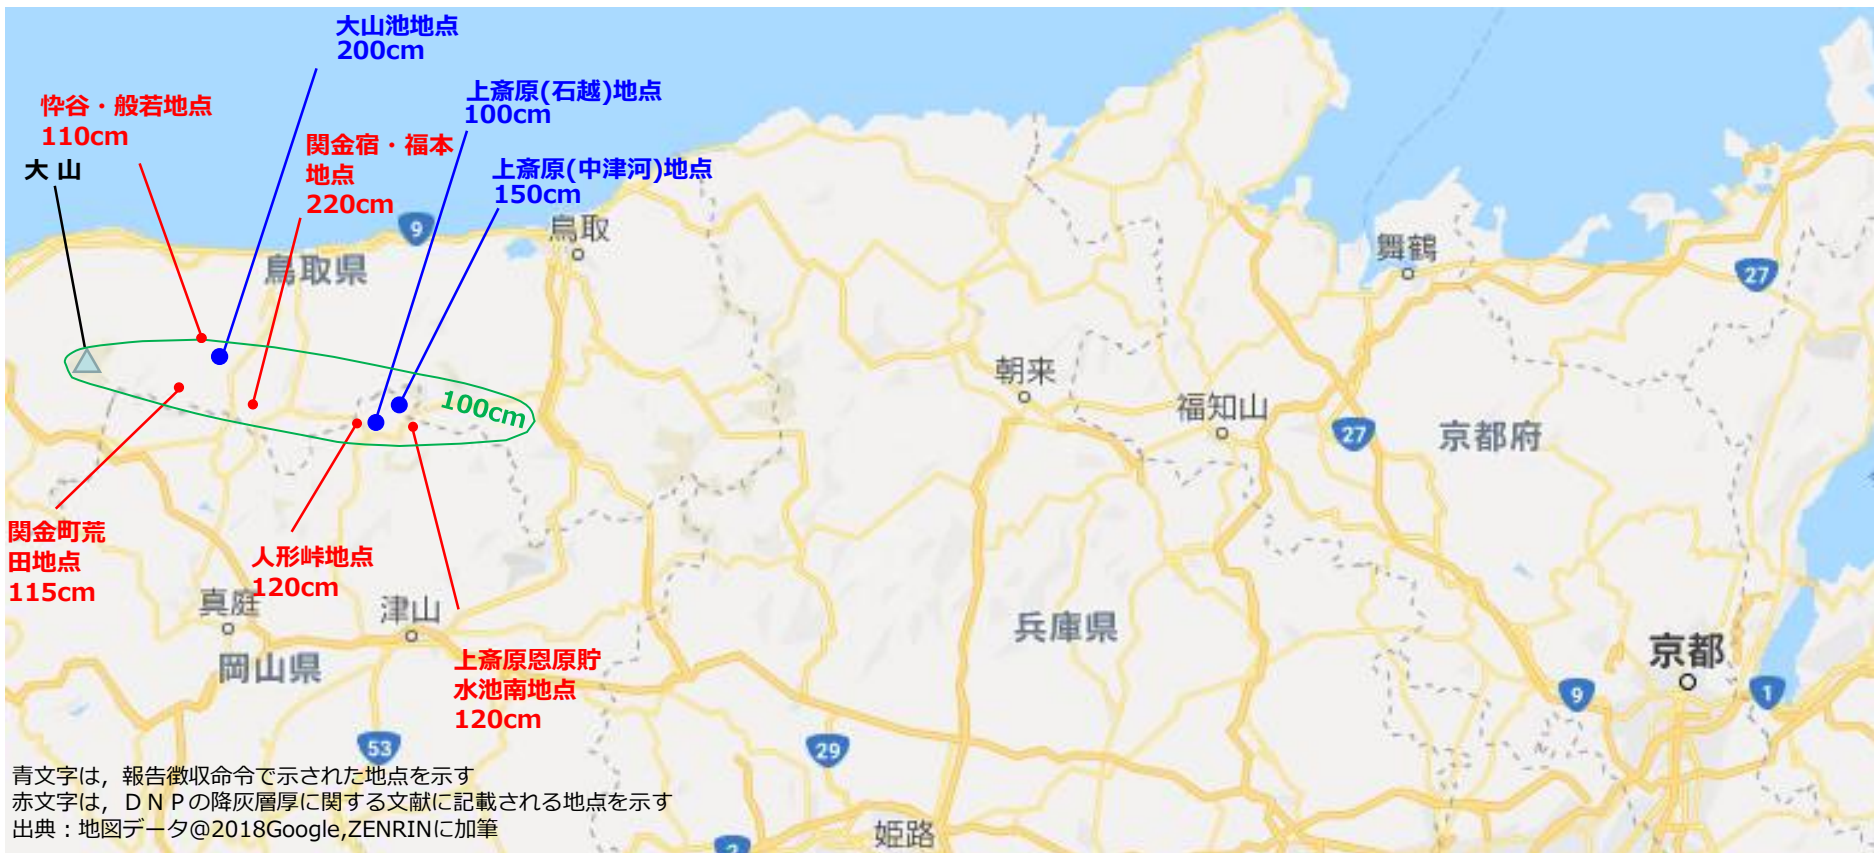 大山池地点
200cm
上斎原(石越)地点
100cm
忰谷・般若地点
110cm
関金宿・福本
地点
220cm
大 山
上斎原(中津河)地点
150cm
9
鳥取
鳥取県
舞鶴
27
朝来
100cm
福知山
27
京都府
関金町荒
田地点
115cm
人形峠地点
120cm
真庭
津山
兵庫県
岡山県
上斎原恩原貯
水池南地点
120cm
京都
9
1
53
29
青文字は，報告徴収命令で示された地点を示す
赤文字は，ＤＮＰの降灰層厚に関する文献に記載される地点を示す
出典：地図データ@2018Google,ZENRINに加筆
姫路
2